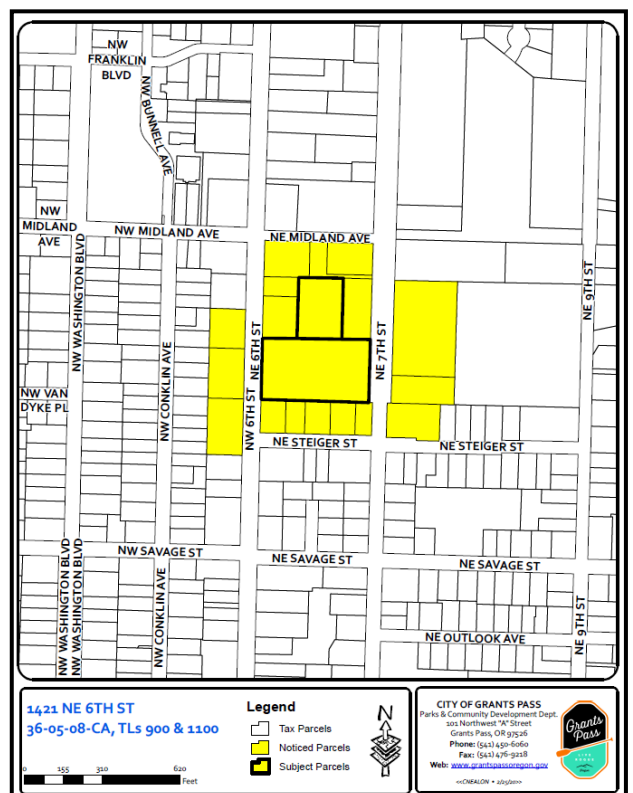 NW
FRANKLIN
BLVD
NW BUNNELL AVE
NW
MIDLAND
AVE
NW MIDLAND AVE
NE MIDLAND AVE
NW WASHINGTON BLVD
NE 9TH ST
NE 6TH ST
NE 7TH ST
NW CONKLIN AVE
NW 6TH ST
NW VAN
DYKE PL
NE STEIGER ST
NE STEIGER ST
NW SAVAGE ST
NE SAVAGE ST
NE SAVAGE ST
NW WASHINGTON BLVD
NW WASHINGTON BLVD
NW CONKLIN AVE
NE 9TH ST
NE OUTLOOK AVE
1421 NE 6TH ST
36-05-08-CA, TLs 900 & 1100
0 155 310 620
Feet
Legend
Tax Parcels
Noticed Parcels
Subject Parcels
N
CITY OF GRANTS PASS
Parks & Community Development Dept.
101 Northwest "A" Street
Grants Pass, OR 97526
Phone: (541) 450-6060
Fax: (541) 476-9218
Web: www.grantspassoregon.gov
<<CNEALON • 2/25/20>>
Grants
Pass